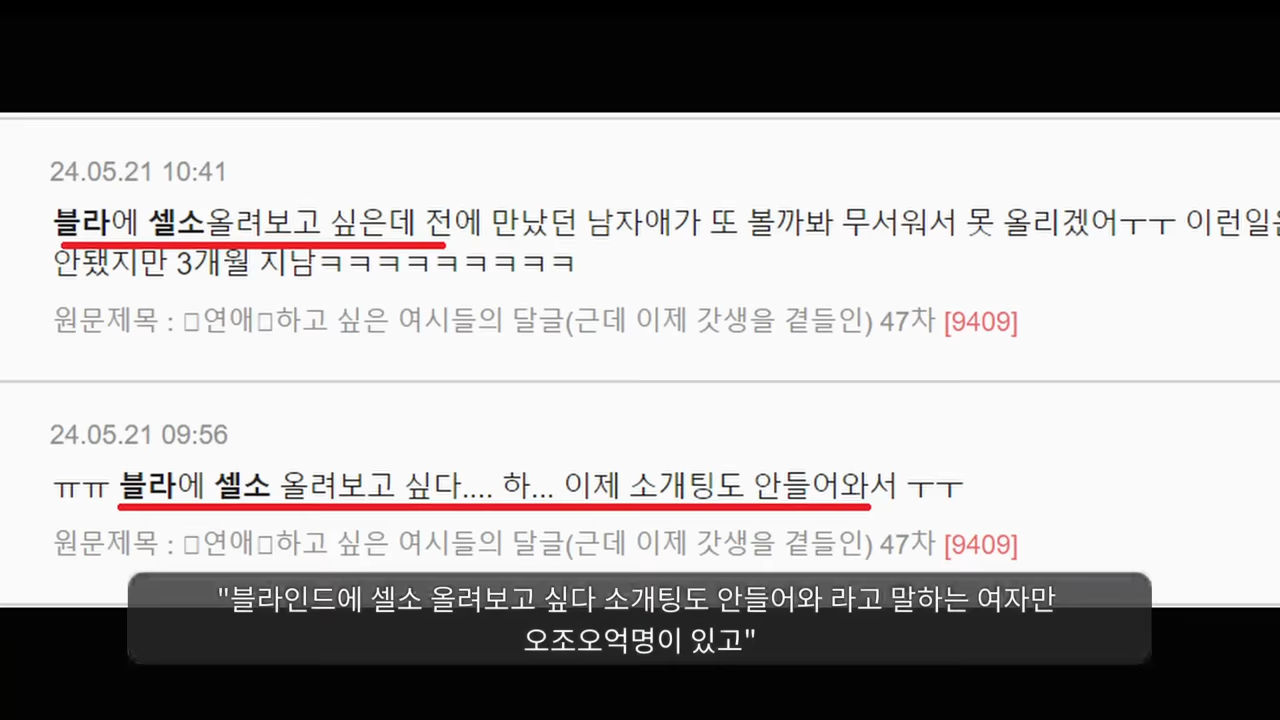 24.05.21 10:41
블라에 셀소올려보고 싶은데 전에 만났던 남자애가 또 볼까봐 무서워서 못 올리겠어ㅜㅜ 이런일은
안됐지만 3개월 지남ㅋㅋㅋㅋㅋㅋㅋㅋㅋ
원문제목 : □연애□하고 싶은 여시들의 달글(근데 이제 갓생을 곁들인) 47차 [9409]
24.05.21 09:56
ㅠㅠ 블라에 셀소 올려보고 싶다.... 하... 이제 소개팅도 안들어와서 ㅜㅜ
원문제목 : □연애□하고 싶은 여시들의 달글(근데 이제 갓생을 곁들인) 47차 [9409]
"블라인드에 셀소 올려보고 싶다 소개팅도 안들어와 라고 말하는 여자만
오조오억명이 있고"